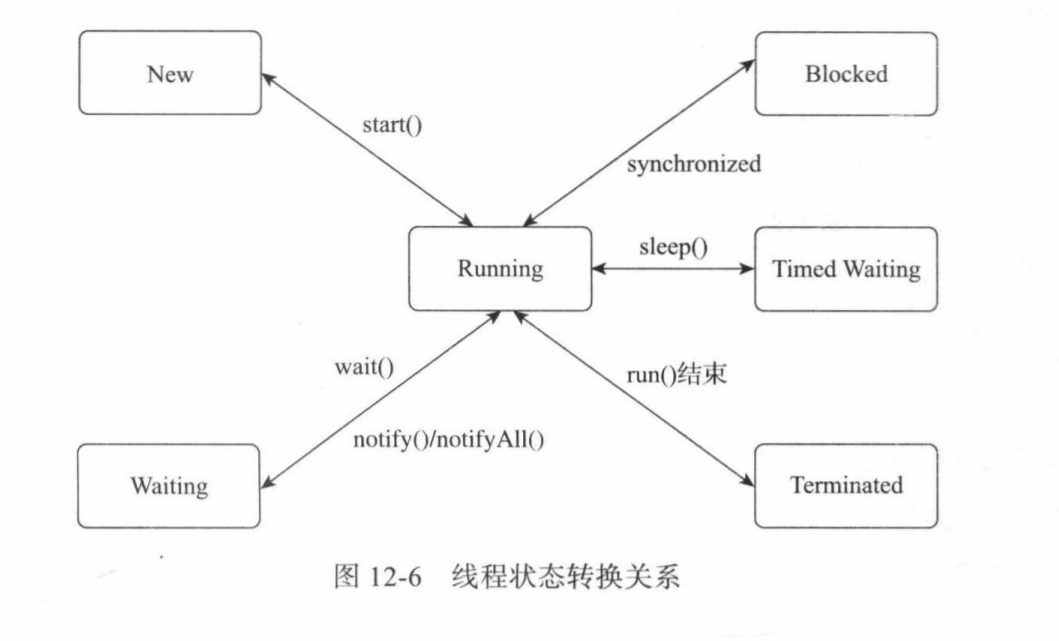 New
Blocked
start()
synchronized
Running
sleep()
Timed Waiting
wait()
run()结束
notify()/notifyAll()
Waiting
Terminated
图 12-6 线程状态转换关系